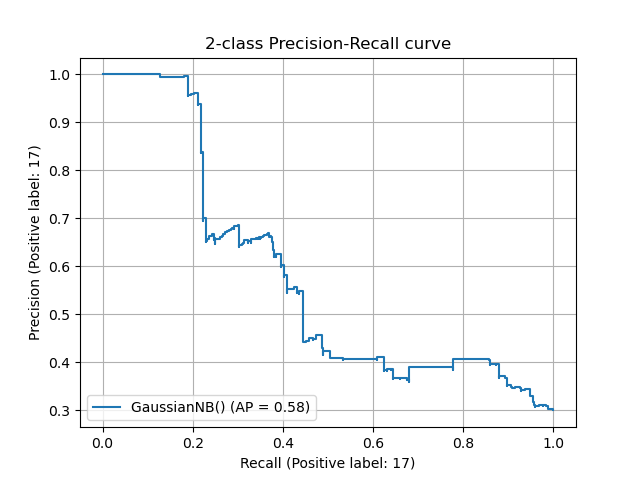 2-class Precision-Recall curve
1.0
0.9
0.8
0.7
0.6
0.5
0.4
0.3
Precision (Positive label: 17)
GaussianNB() (AP = 0.58)
0.0 0.2 0.4 0.6 0.8 1.0
Recall (Positive label: 17)